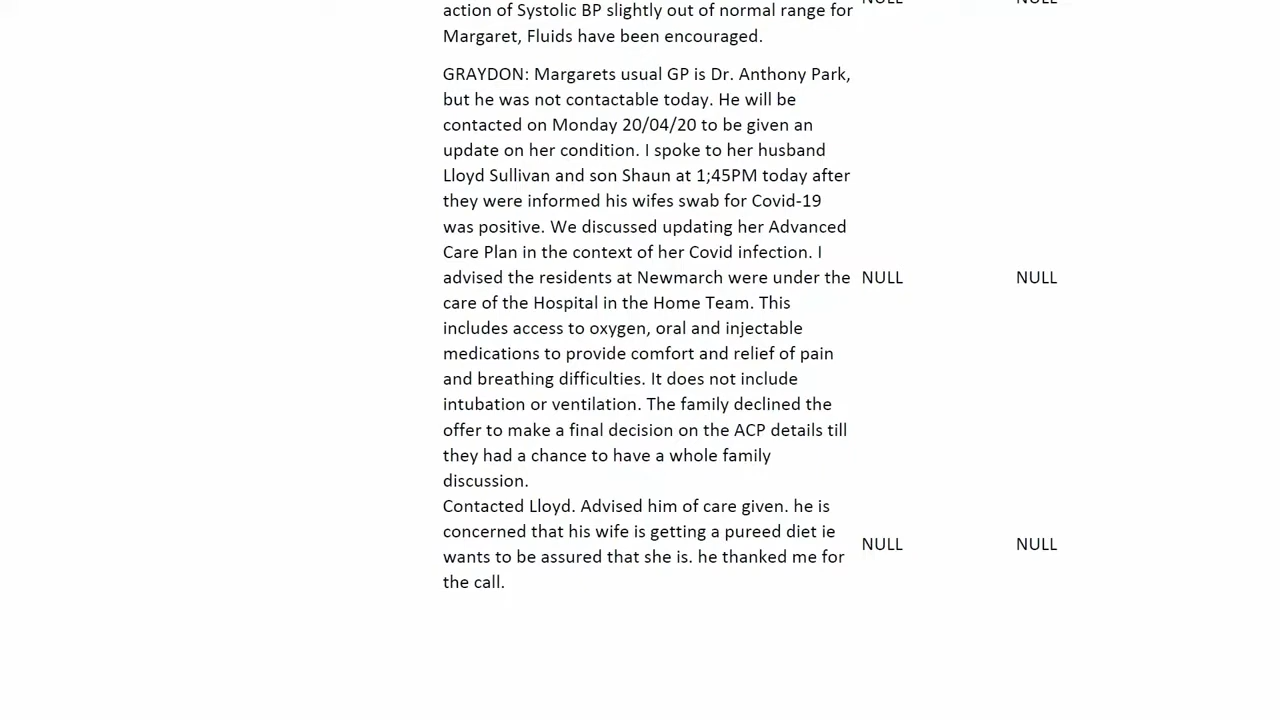 action of Systolic BP slightly out of normal range for NULL NULL
Margaret, Fluids have been encouraged.
GRAYDON: Margarets usual GP is Dr. Anthony Park,
but he was not contactable today. He will be
contacted on Monday 20/04/20 to be given an
update on her condition. I spoke to her husband
Lloyd Sullivan and son Shaun at 1;45PM today after
they were informed his wifes swab for Covid-19
was positive. We discussed updating her Advanced
Care Plan in the context of her Covid infection. I
advised the residents at Newmarch were under the NULL NULL
care of the Hospital in the Home Team. This
includes access to oxygen, oral and injectable
medications to provide comfort and relief of pain
and breathing difficulties. It does not include
intubation or ventilation. The family declined the
offer to make a final decision on the ACP details till
they had a chance to have a whole family
discussion.
Contacted Lloyd. Advised him of care given. he is
concerned that his wife is getting a pureed diet ie
wants to be assured that she is. he thanked me for NULL NULL
the call.